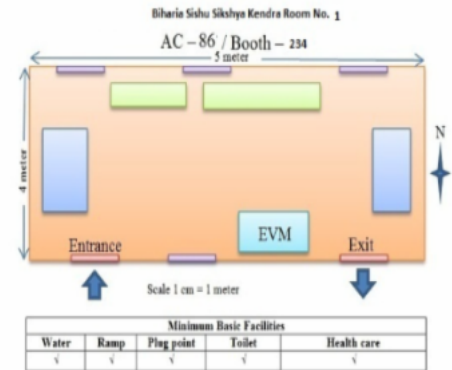 Biharia Sishu Sikshya Kendra Room No. 1
AC – 86 / Booth – 234
5 meter
4 meter
N
EVM
Entrance
Exit
Scale 1 cm = 1 meter
Minimum Basic Facilities
Water Ramp Plug point Toilet Health care
√ √ √ √ √